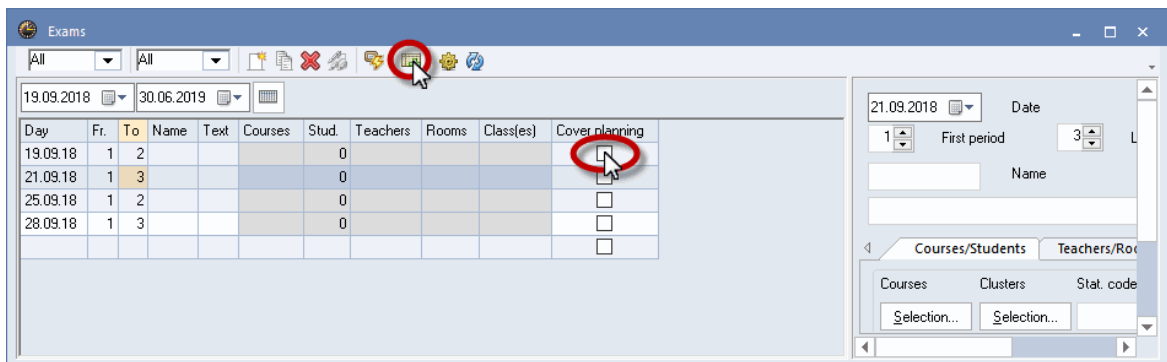 Exams
All All
19.09.2018 30.06.2019
Day Fr. To Name Text Courses Stud. Teachers Rooms Class(es) Cover planning
19.09.18 1 2 0
21.09.18 1 3 0
25.09.18 1 2 0
28.09.18 1 3 0
21.09.2018 Date
1 First period 3 L
Name
Courses/Students Teachers/Roo
Courses Clusters Stat. code
Selection... Selection...